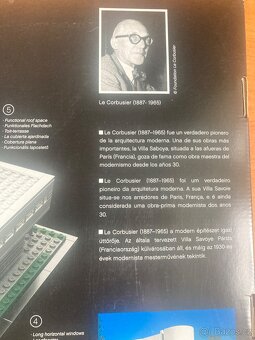 © Fondation Le Corbusier
Le Corbusier (1887- 1965)
5
- Functional roof space
- Funktionales Flachdach
- Toit-terrasse
- La cubierta ajardinada
- Cobertura plana
- Funkcionális lapostető
Le Corbusier (1887–1965) fue un verdadero pionero
de la arquitectura moderna. Una de sus obras más
importantes, la Villa Saboya, situada a las afueras de
París (Francia), goza de fama como obra maestra del
modernismo desde los años 30.
Le Corbusier (1887–1965) foi um verdadeiro
pioneiro da arquitetura moderna. A sua Villa Savoie
situa-se nos arredores de Paris, França, e é ainda
considerada uma obra-prima modernista dos anos
30.
Le Corbusier (1887–1965) a modern építészet igazi
úttörője. Az általa tervezett Villa Savoye Párizs
(Franciaország) külvárosában áll, és máig az 1930-as
évek modernista mesterművének tekintik.
4
- Long horizontal windows